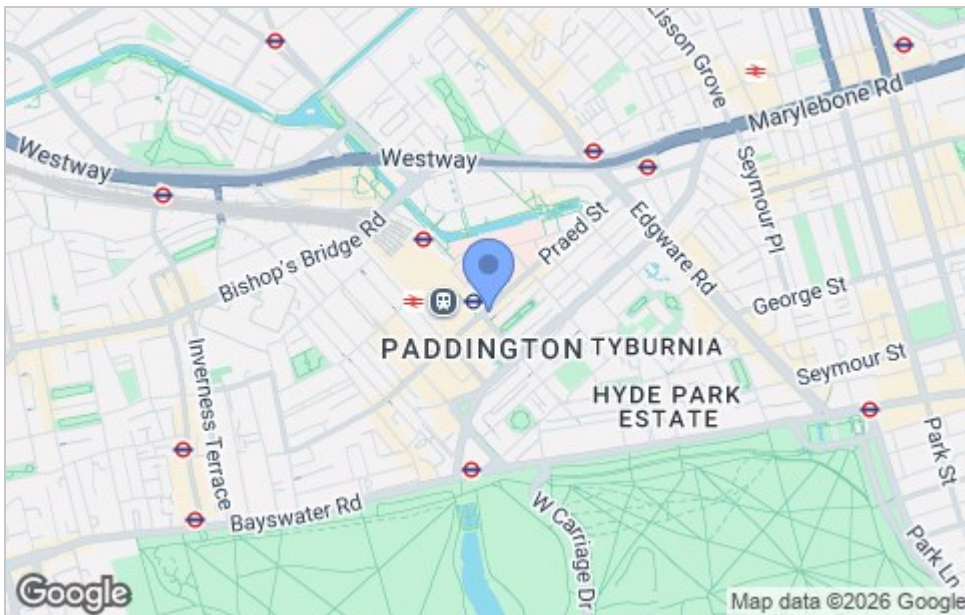 Lisson Grove
Marylebone Rd
Westway
Westway
Seymour Pl
Praed St
Edgware Rd
Bishop's Bridge Rd
George St
PADDINGTON
TYBURNIA
Seymour St
HYDE PARK
ESTATE
Inverness Terrace
Park St
Bayswater Rd
W Carriage Dr
Park Ln
Google
Map data ©2026 Google